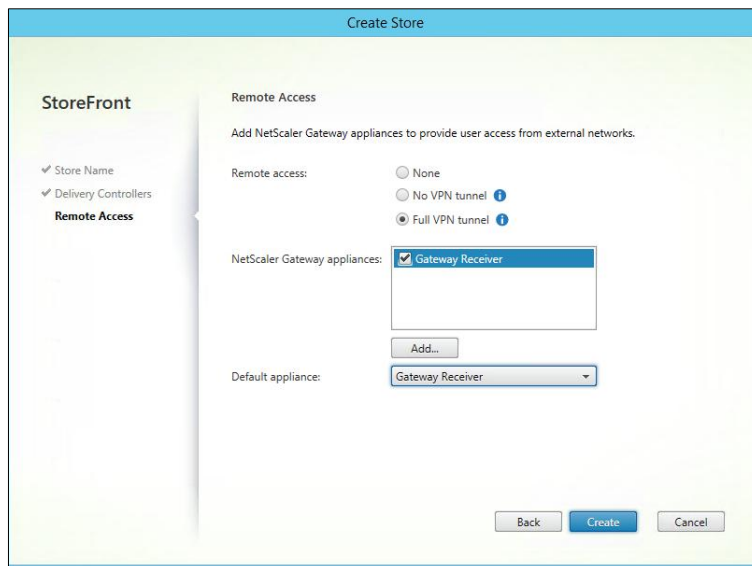 Create Store
StoreFront
✔ Store Name
✔ Delivery Controllers
Remote Access
Remote Access
Add NetScaler Gateway appliances to provide user access from external networks.
Remote access:
None
No VPN tunnel
Full VPN tunnel
NetScaler Gateway appliances:
Gateway Receiver
Add...
Default appliance:
Gateway Receiver
Back
Create
Cancel